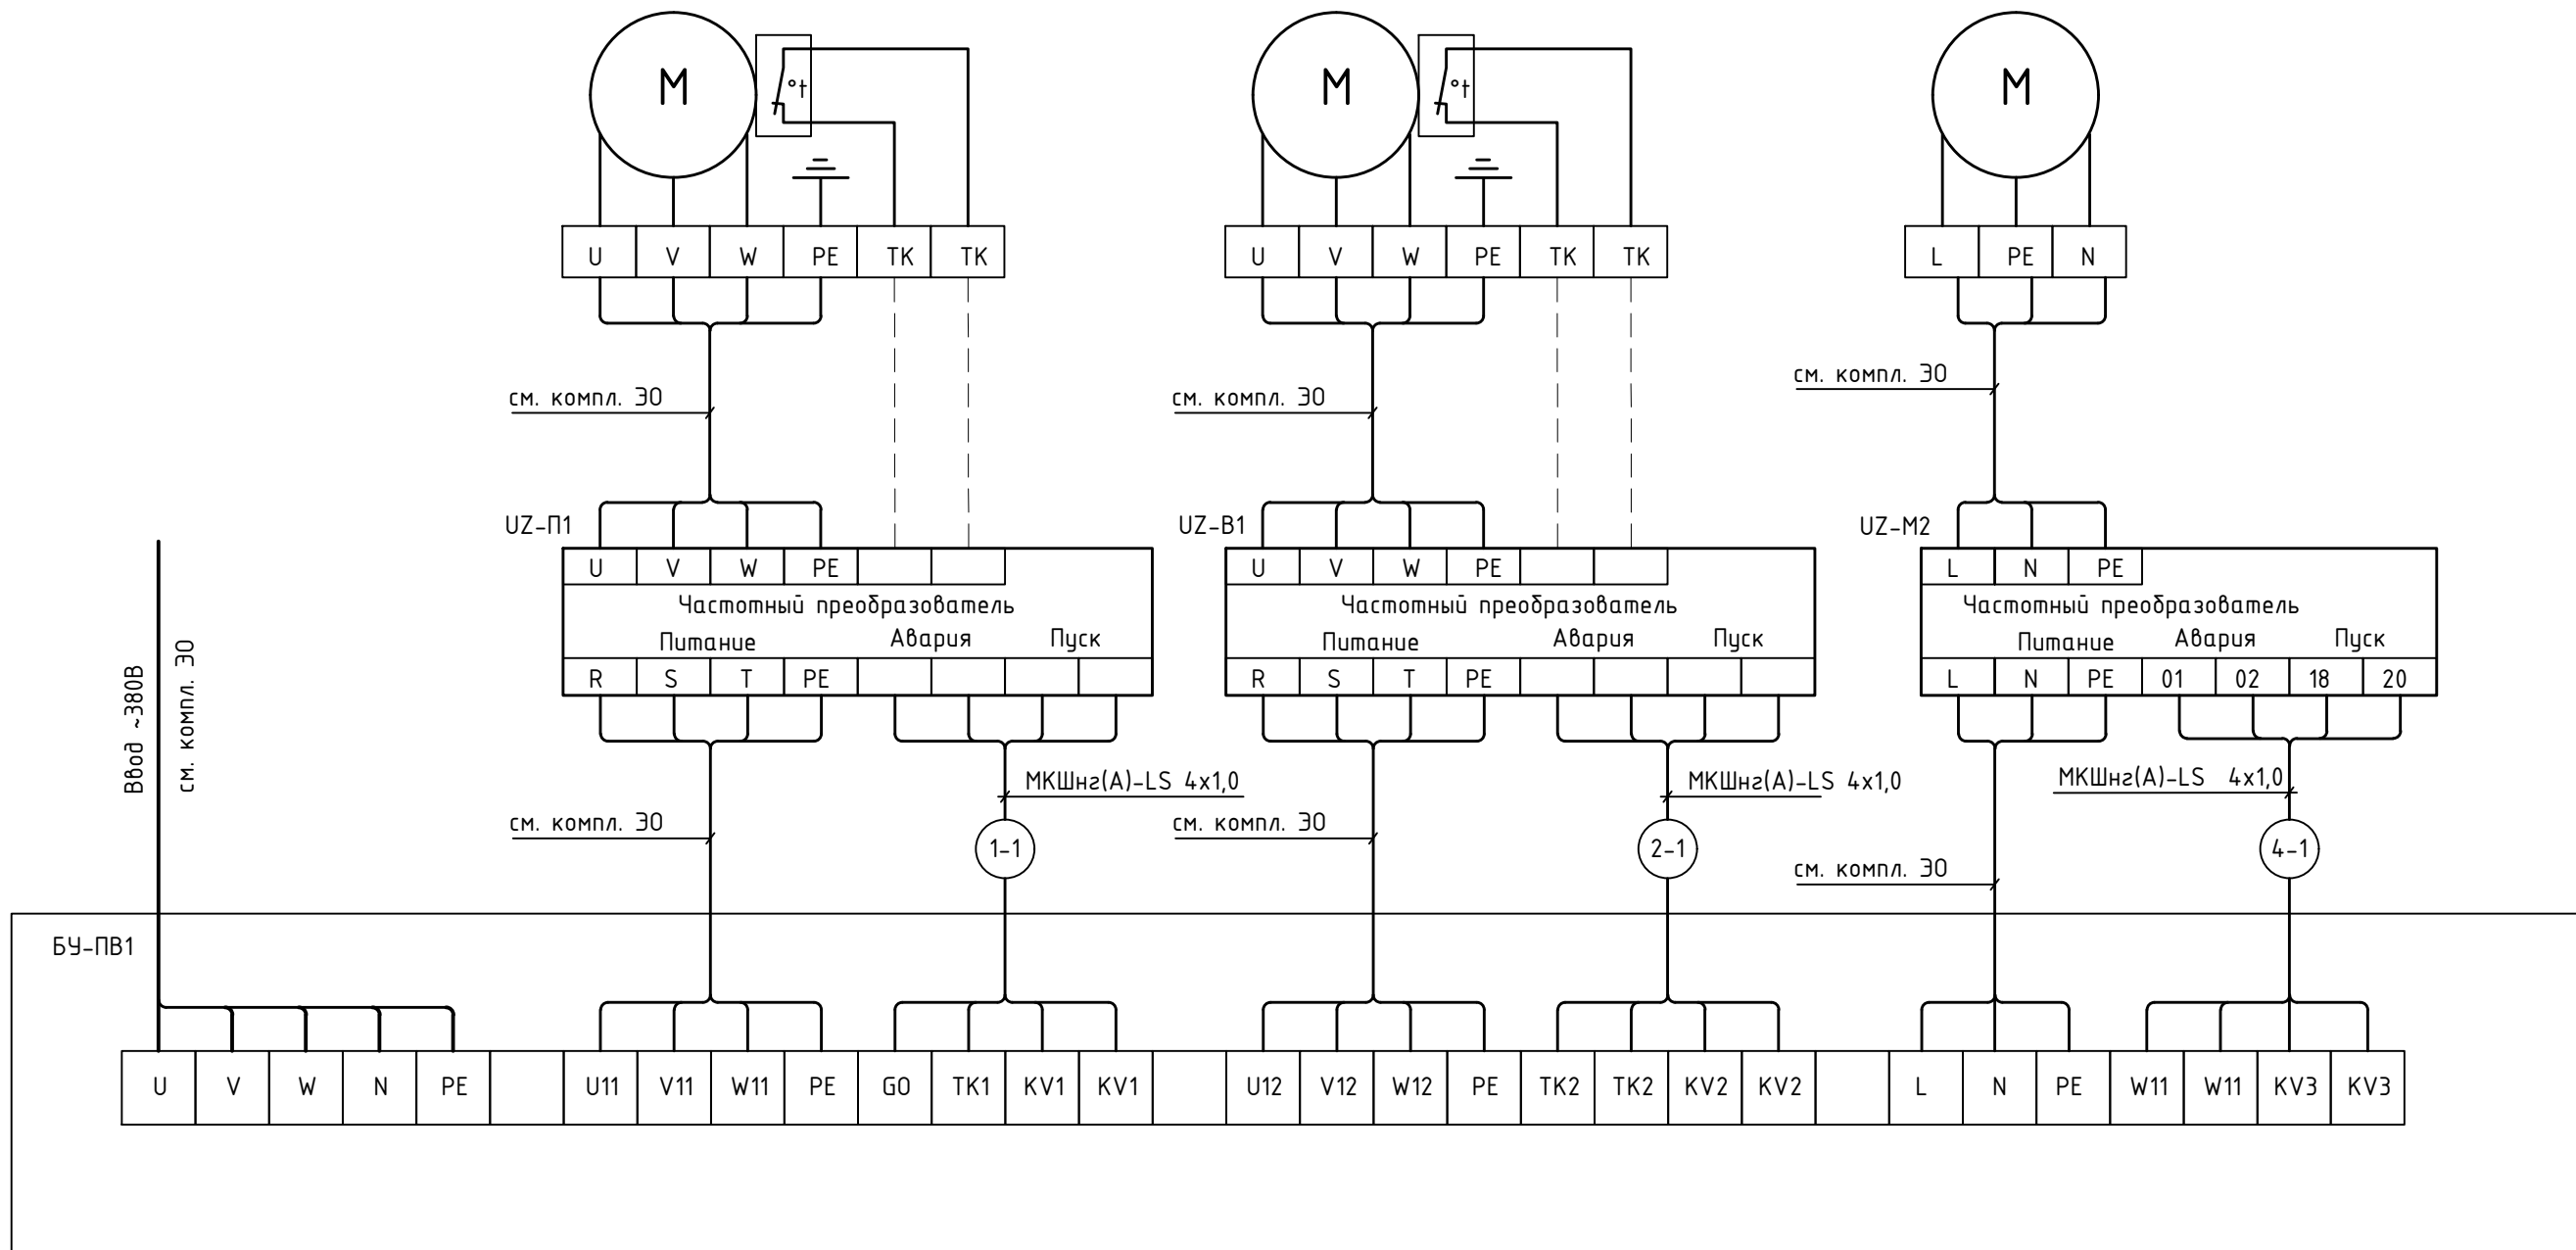 M M M
°t °t
U V W PE TK TK U V W PE TK TK L PE N
см. компл. ЭО
см. компл. ЭО см. компл. ЭО
UZ-П1 UZ-В1 UZ-М2
U V W PE U V W PE L N PE
Частотный преобразователь Частотный преобразователь Частотный преобразователь
Питание Авария Пуск Питание Авария Пуск Питание Авария Пуск
R S T PE R S T PE L N PE 01 02 18 20
Ввод ~380В
см. компл. ЭО
МКШнг(А)-LS 4x1,0 МКШнг(А)-LS 4x1,0 МКШнг(А)-LS 4x1,0
см. компл. ЭО см. компл. ЭО
1-1 2-1 4-1
см. компл. ЭО
БУ-ПВ1
U V W N PE U11 V11 W11 PE GO TK1 KV1 KV1 U12 V12 W12 PE TK2 TK2 KV2 KV2 L N PE W11 W11 KV3 KV3